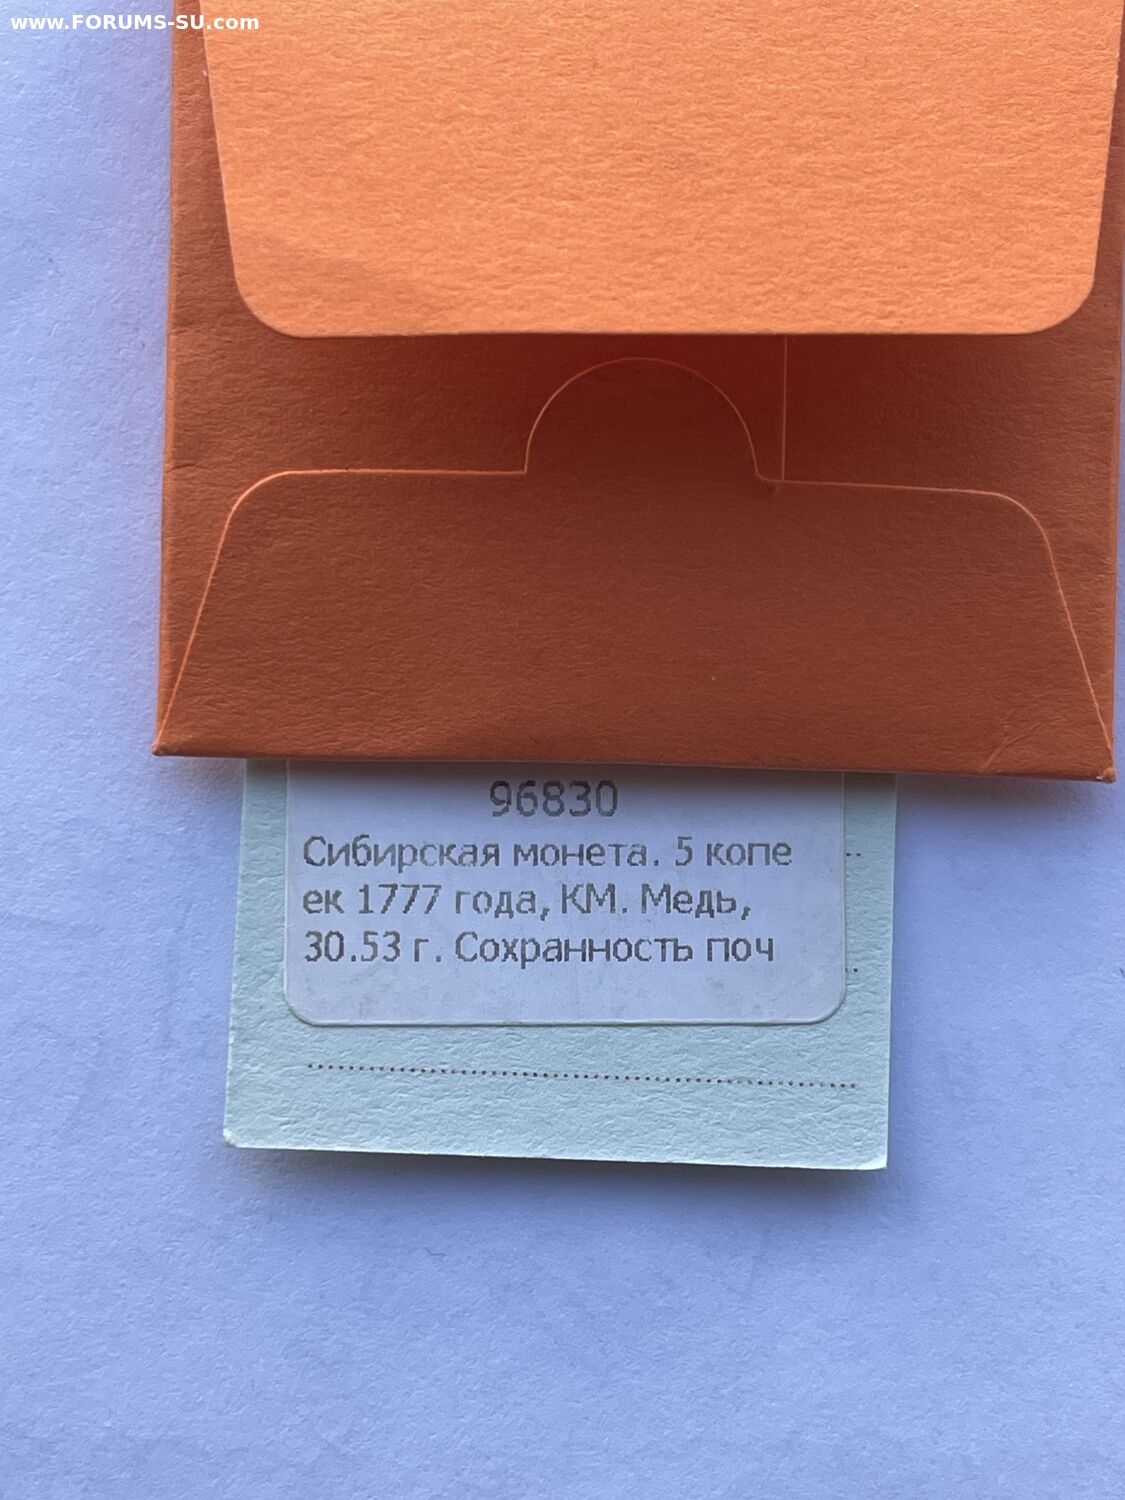 www.FORUMS-SU.com
96830
Сибирская монета. 5 копе
ек 1777 года, КМ. Медь,
30.53 г. Сохранность поч